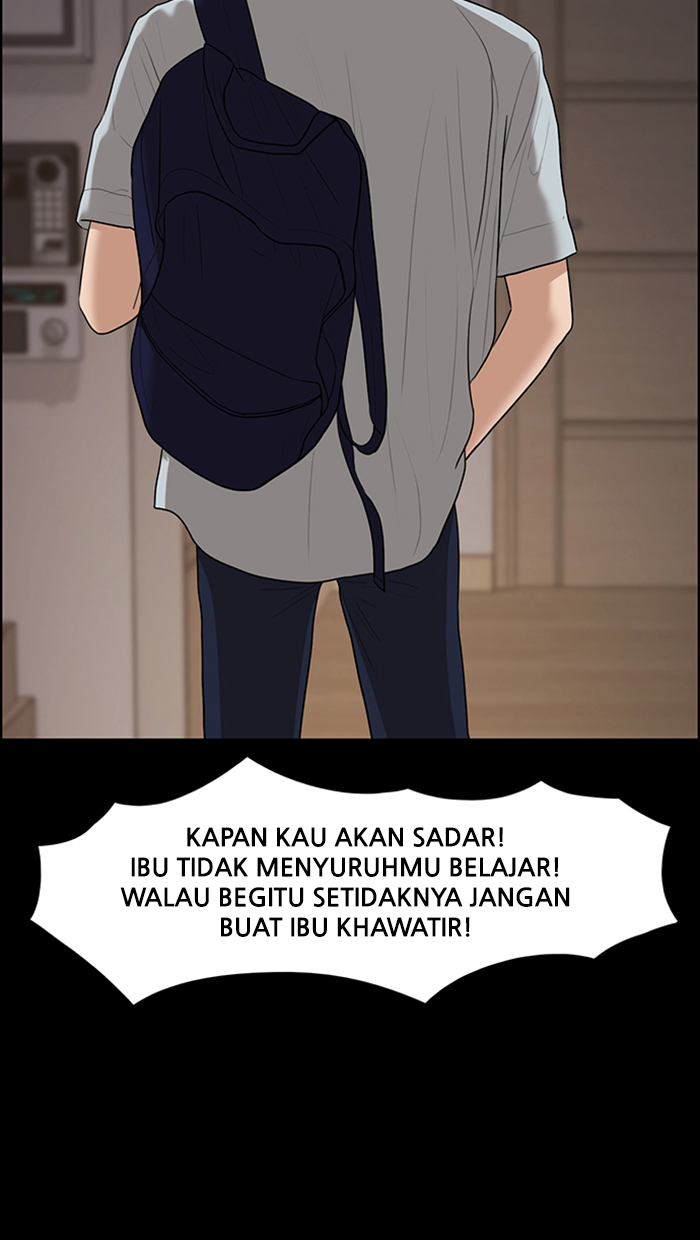 KAPAN KAU AKAN SADAR!
IBU TIDAK MENYURUHMU BELAJAR!
WALAU BEGITU SETIDAKNYA JANGAN
BUAT IBU KHAWATIR!